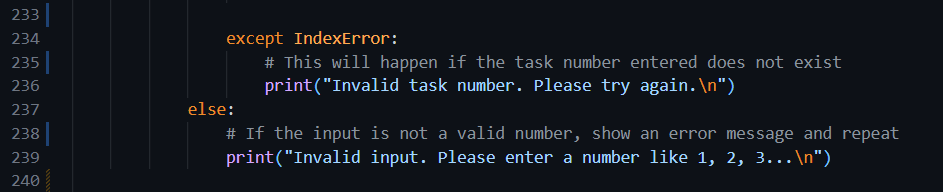 233
234 except IndexError:
235 # This will happen if the task number entered does not exist
236 print("Invalid task number. Please try again.\n")
237 else:
238 # If the input is not a valid number, show an error message and repeat
239 print("Invalid input. Please enter a number like 1, 2, 3...\n")
240